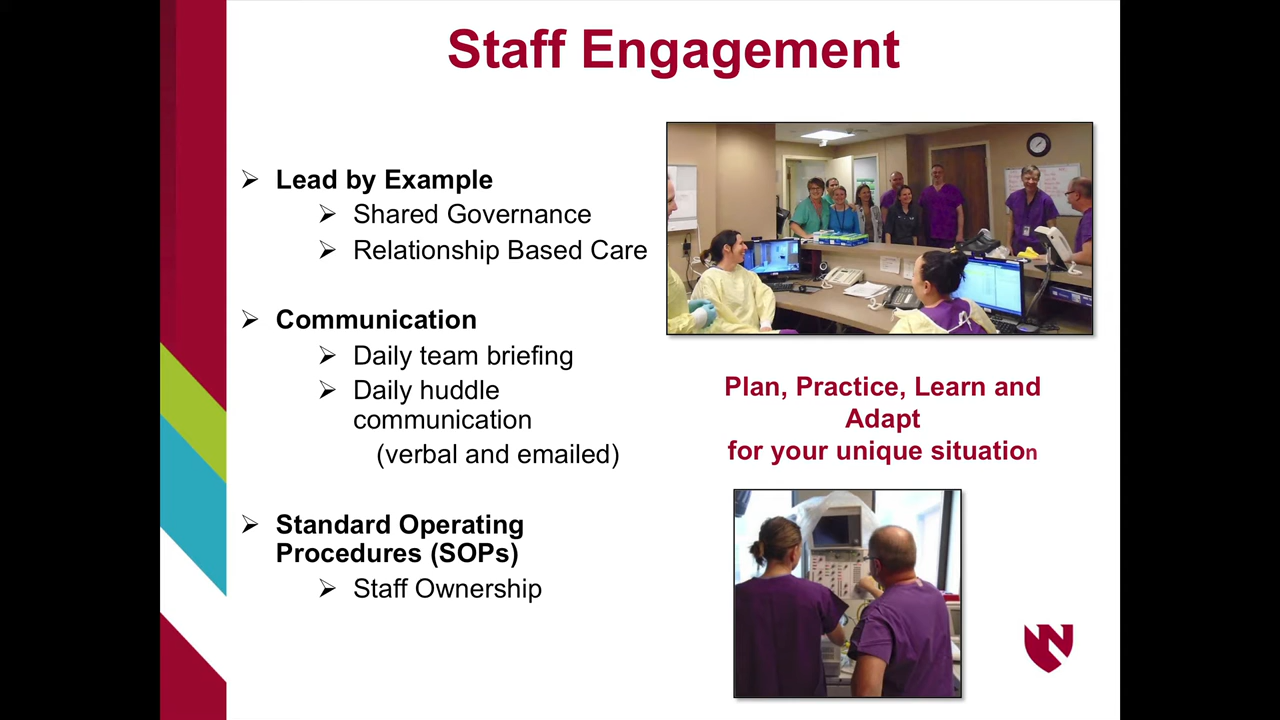 Staff Engagement
Lead by Example
Shared Governance
Relationship Based Care
Communication
Daily team briefing
Daily huddle
communication
(verbal and emailed)
Standard Operating
Procedures (SOPs)
Staff Ownership
Plan, Practice, Learn and
Adapt
for your unique situation
N